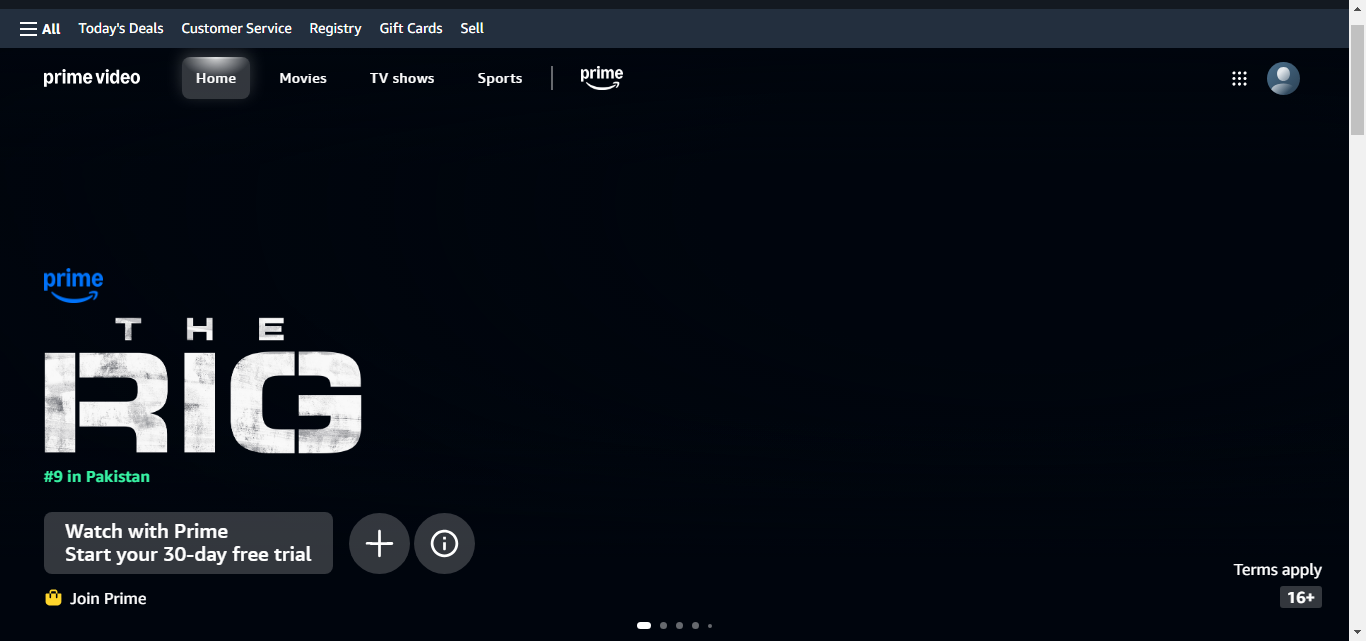 All Today's Deals Customer Service Registry Gift Cards Sell
prime video Home Movies TV shows Sports prime
prime
THE
RIG
#9 in Pakistan
Watch with Prime
Start your 30-day free trial
Terms apply
Join Prime
16+